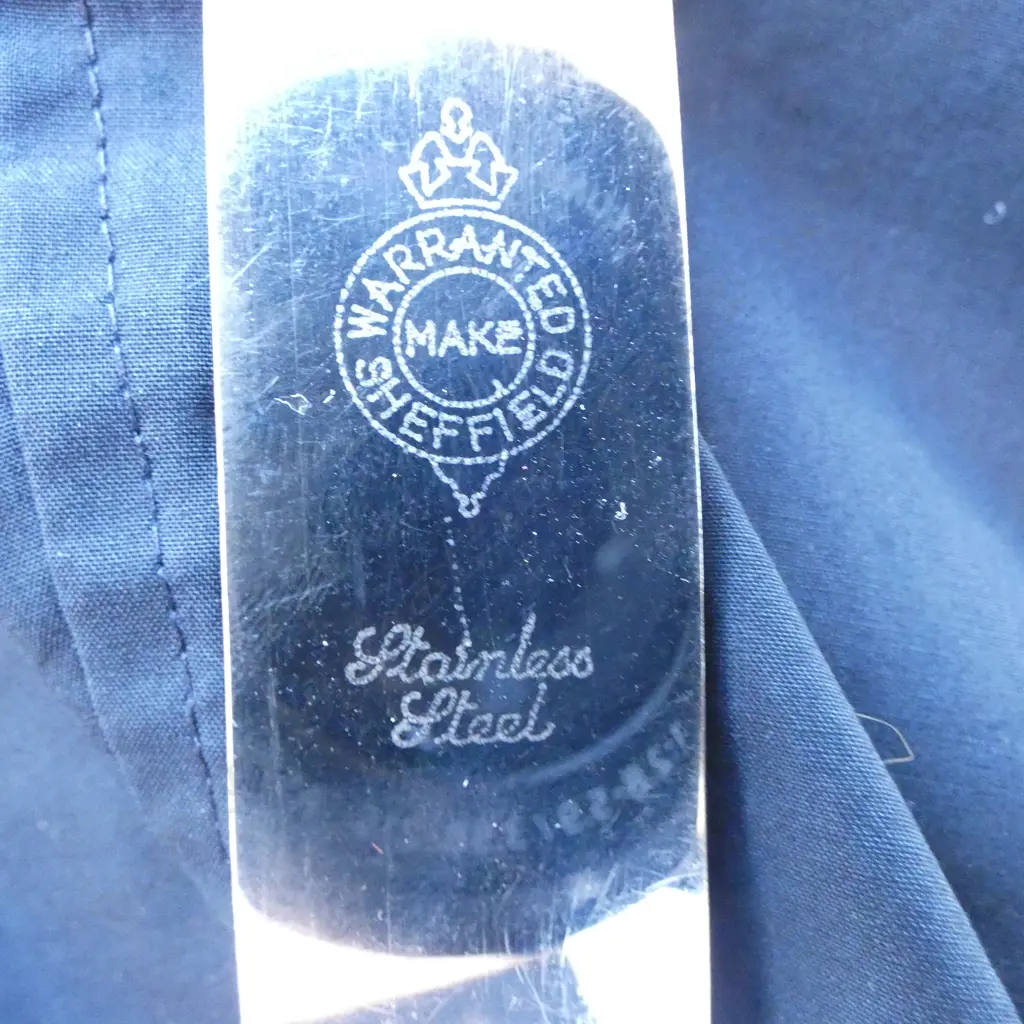 WARRANTED
MAKE
SHEFFIELD
Stainless
Steel